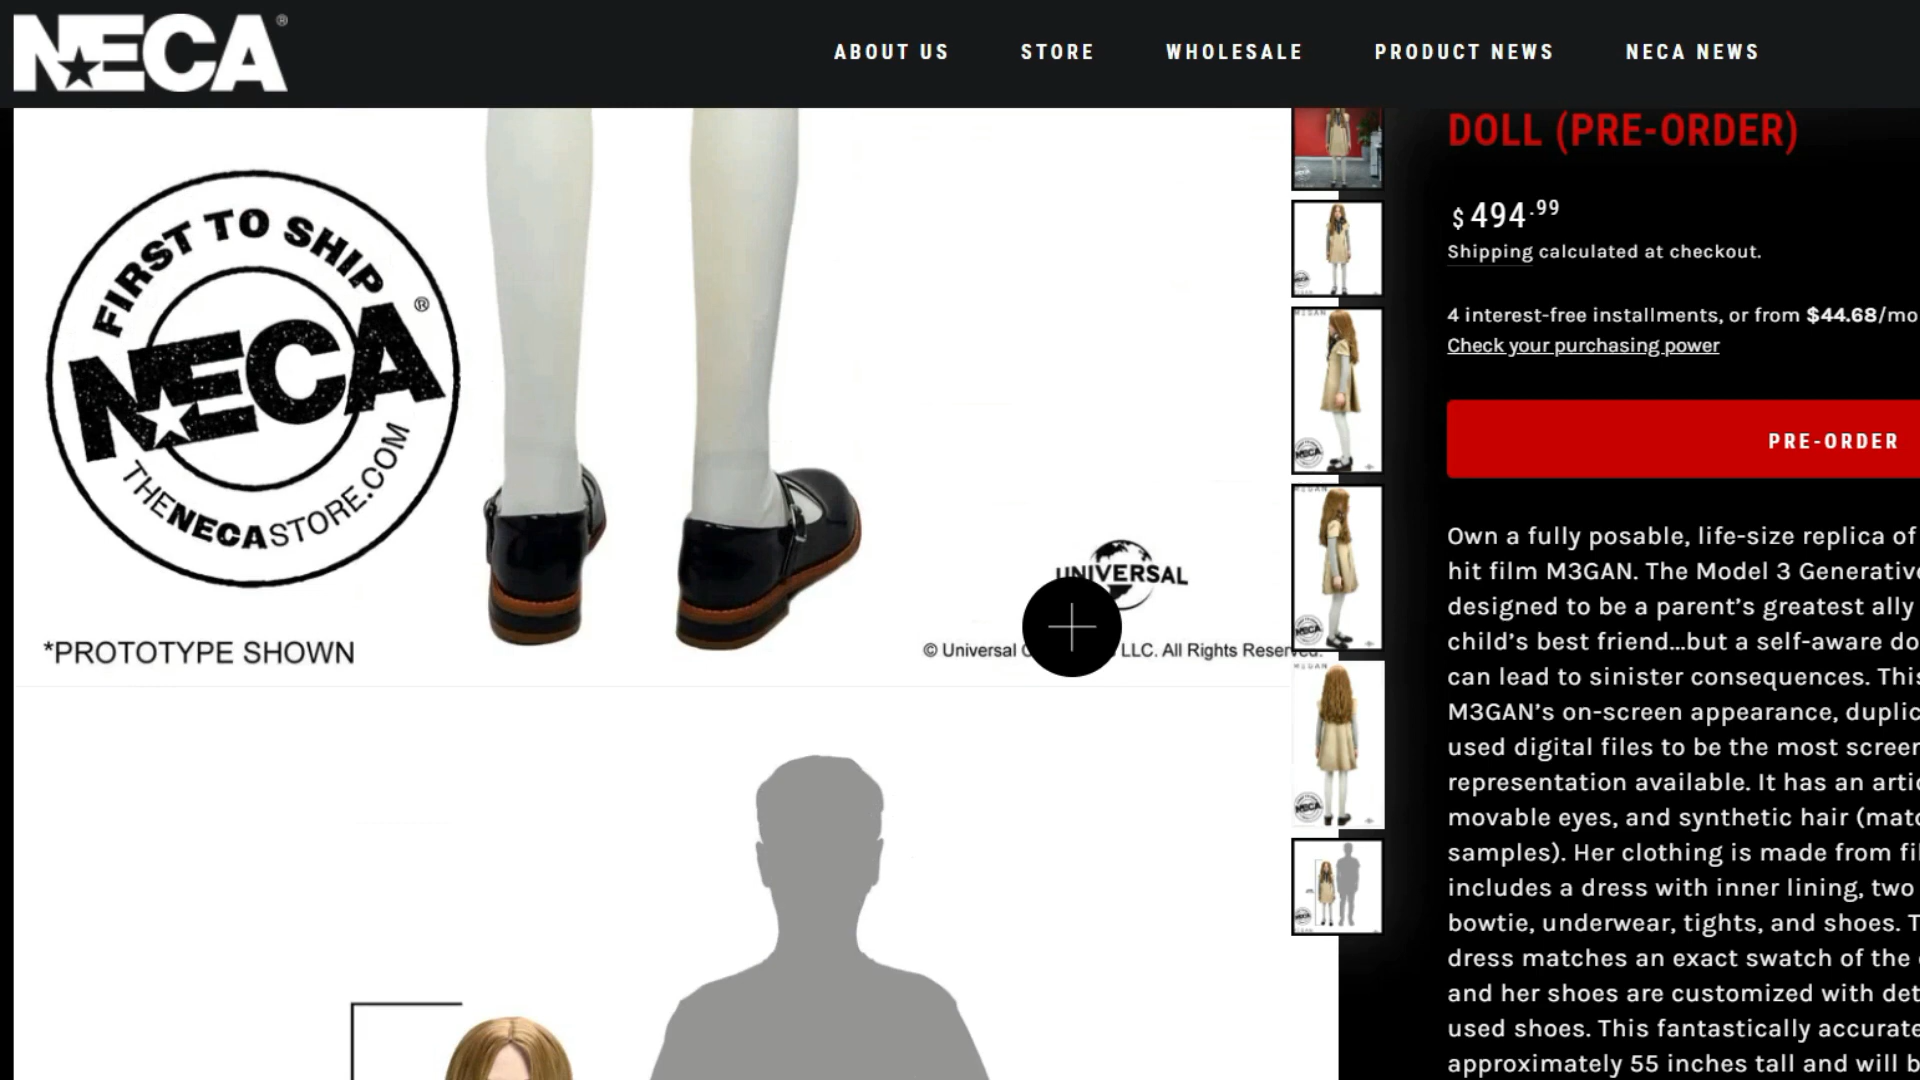 NECA®
ABOUT US
STORE
WHOLESALE
PRODUCT NEWS
NECA NEWS
FIRST TO SHIP
NECA®
THENECASTORE.COM
*PROTOTYPE SHOWN
UNIVERSAL
© Universal C LLC. All Rights Reserved.
DOLL (PRE-ORDER)
$494.99
Shipping calculated at checkout.
4 interest-free installments, or from $44.68/mo
Check your purchasing power
PRE-ORDER
Own a fully posable, life-size replica of
hit film M3GAN. The Model 3 Generative
designed to be a parent’s greatest ally
child’s best friend…but a self-aware do
can lead to sinister consequences. This
M3GAN’s on-screen appearance, duplic
used digital files to be the most screen
representation available. It has an artic
movable eyes, and synthetic hair (matc
samples). Her clothing is made from fil
includes a dress with inner lining, two
bowtie, underwear, tights, and shoes. T
dress matches an exact swatch of the
and her shoes are customized with det
used shoes. This fantastically accurate
approximately 55 inches tall and will b